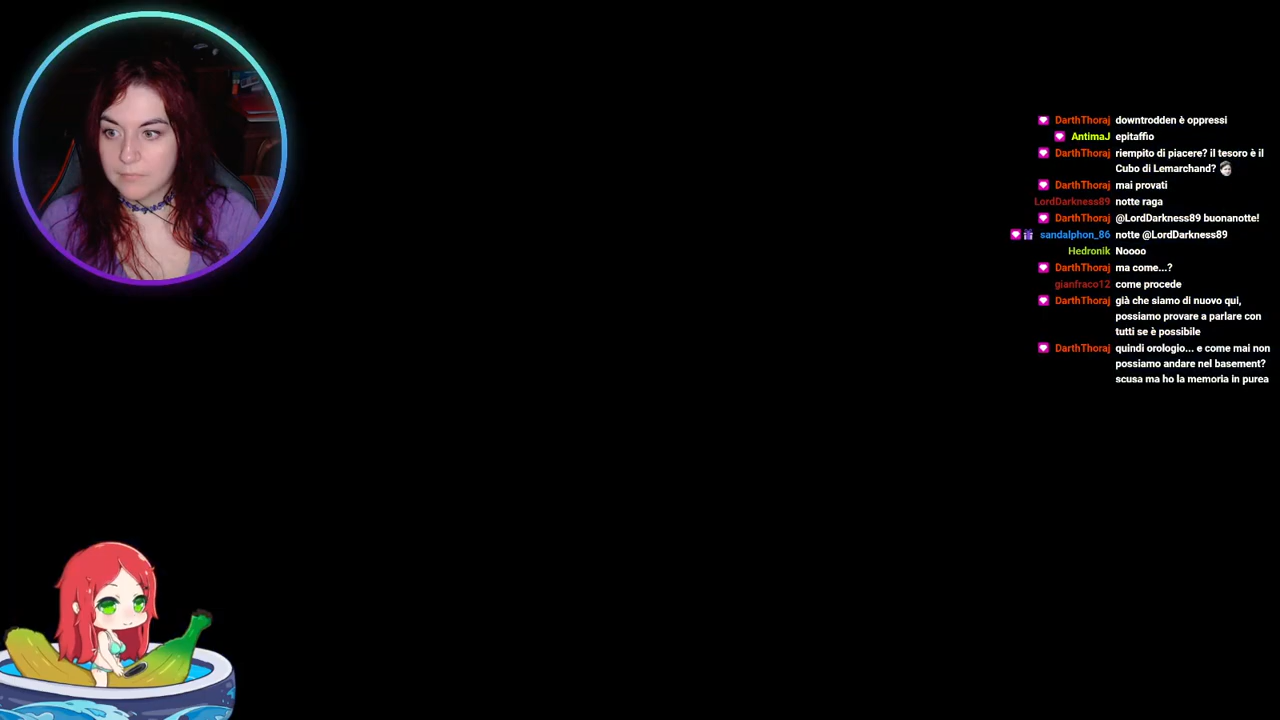 DarthThoraj downtrodden è oppressi
AntimaJ epitaffio
DarthThoraj riempito di piacere? il tesoro è il
Cubo di Lemarchand?
DarthThoraj mai provati
LordDarkness89 notte raga
DarthThoraj @LordDarkness89 buonanotte!
sandalphon_86 notte @LordDarkness89
Hedronik Noooo
DarthThoraj ma come...?
gianfraco12 come procede
DarthThoraj già che siamo di nuovo qui,
possiamo provare a parlare con
tutti se è possibile
DarthThoraj quindi orologio... e come mai non
possiamo andare nel basement?
scusa ma ho la memoria in purea